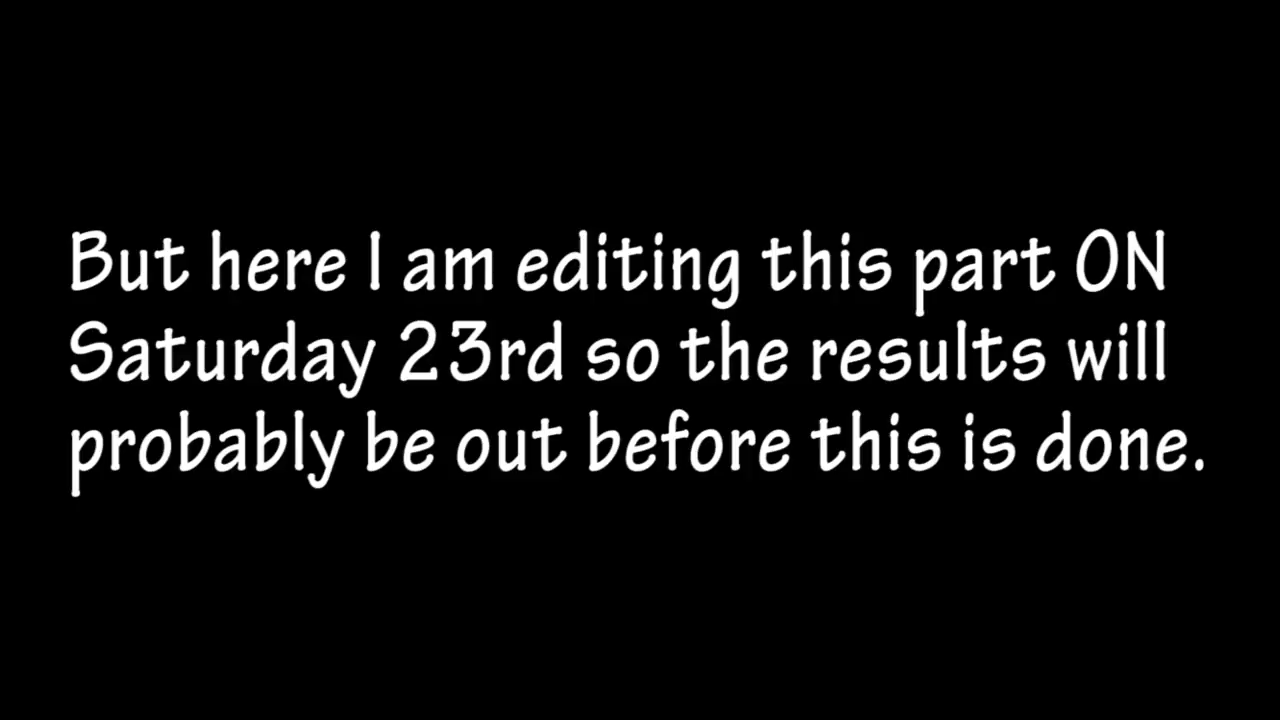 But here I am editing this part ON
Saturday 23rd so the results will
probably be out before this is done.